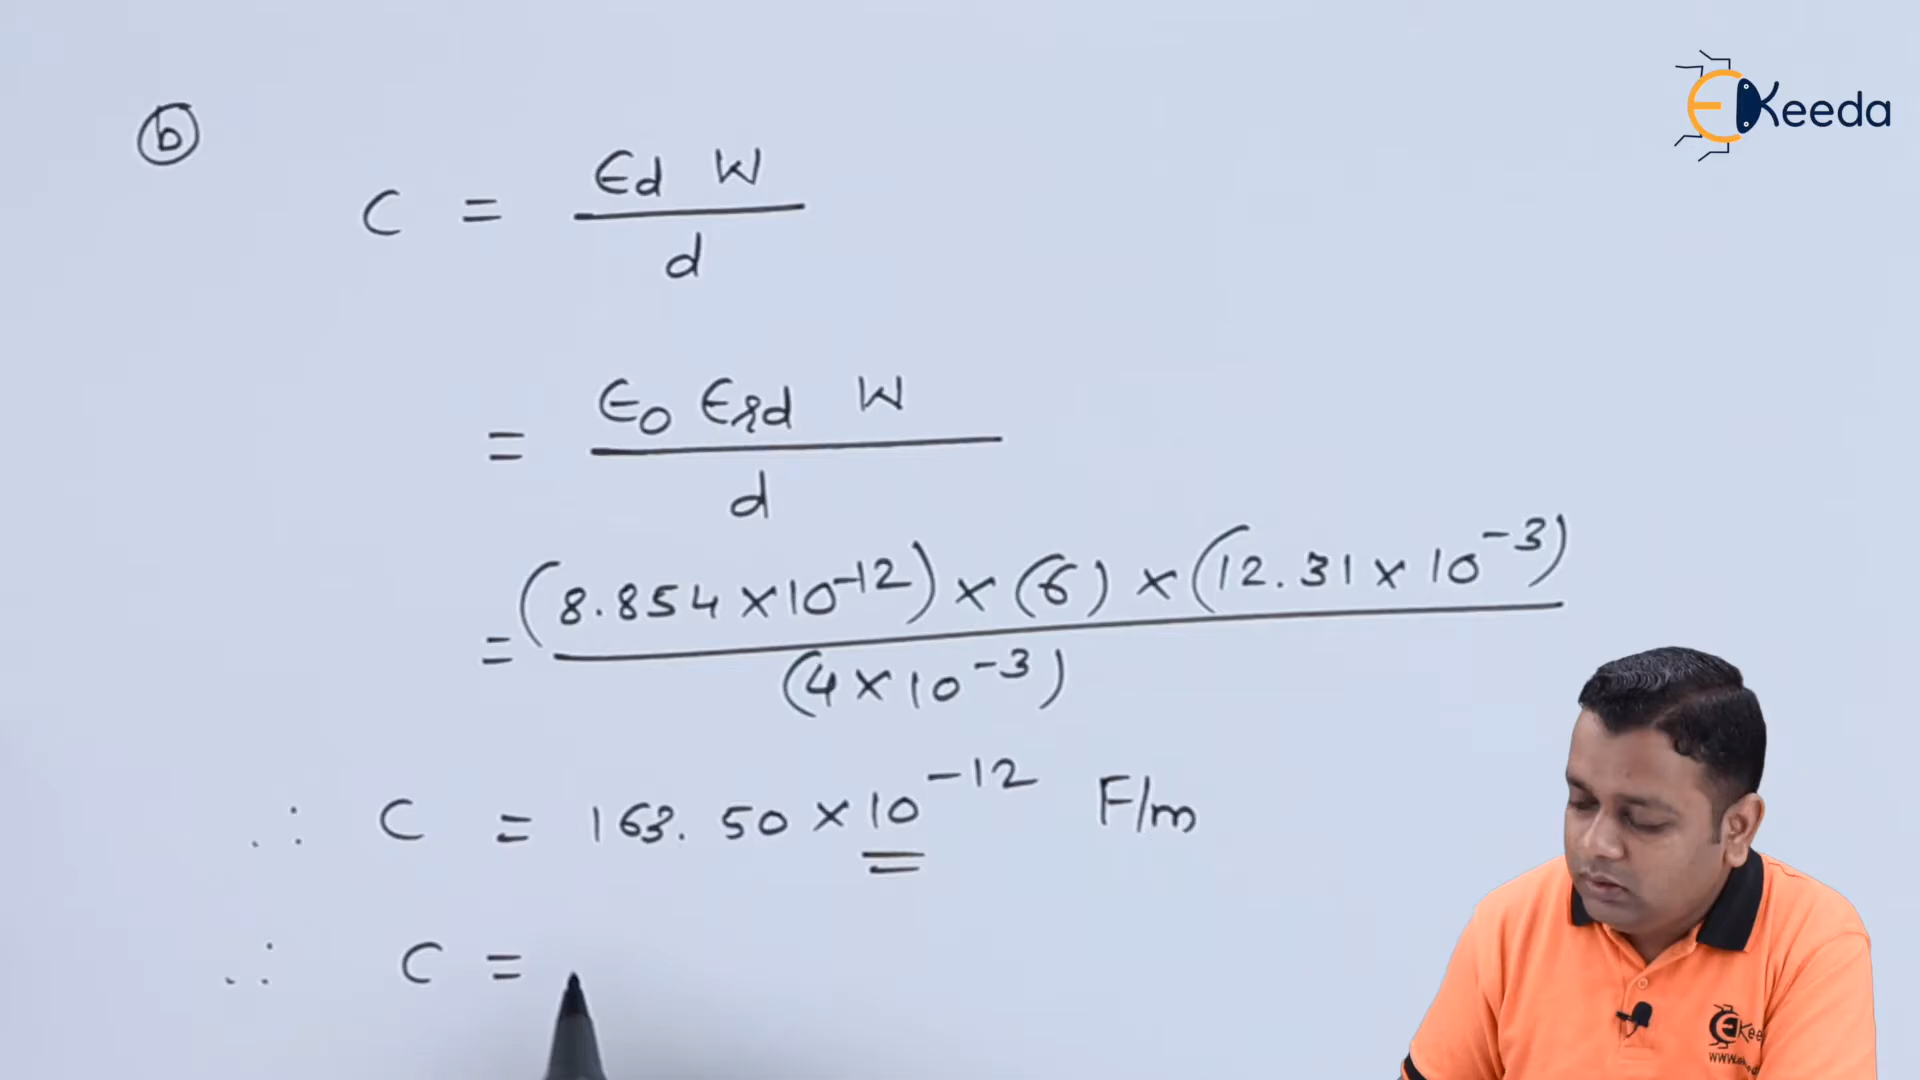 EKeeda
b
C = ϵd W / d
= ϵ0 ϵrd W / d
= (8.854 × 10^-12) × (6) × (12.31 × 10^-3) / (4 × 10^-3)
∴ C = 163.50 × 10^-12 F/m
∴ C =